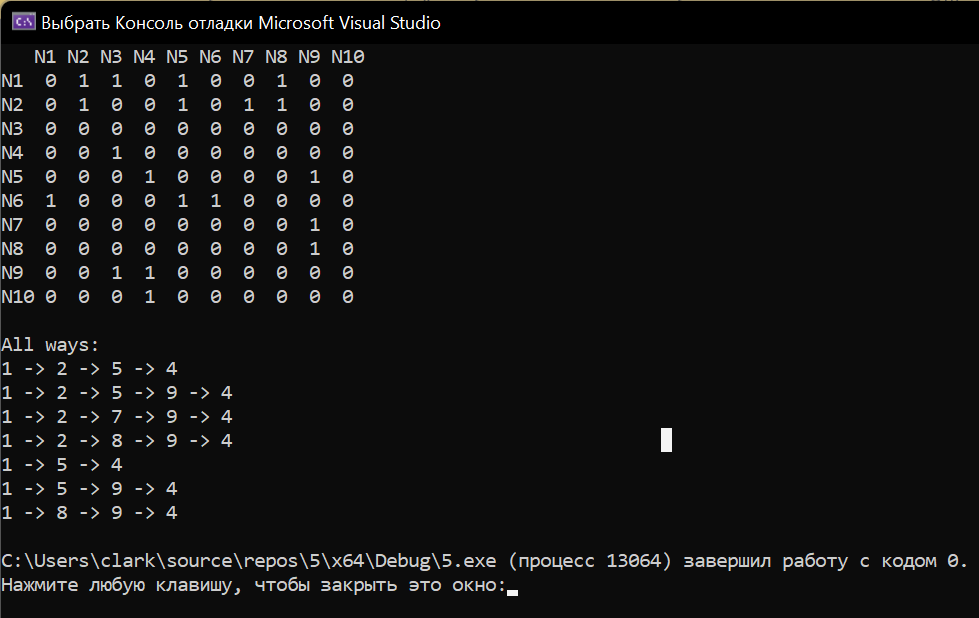 Выбрать Консоль отладки Microsoft Visual Studio
N1 N2 N3 N4 N5 N6 N7 N8 N9 N10
N1 0 1 1 0 1 0 0 1 0 0
N2 0 1 0 0 1 0 1 1 0 0
N3 0 0 0 0 0 0 0 0 0 0
N4 0 0 1 0 0 0 0 0 0 0
N5 0 0 0 1 0 0 0 0 1 0
N6 1 0 0 0 1 1 0 0 0 0
N7 0 0 0 0 0 0 0 0 1 0
N8 0 0 0 0 0 0 0 0 1 0
N9 0 0 1 1 0 0 0 0 0 0
N10 0 0 0 1 0 0 0 0 0 0
All ways:
1 -> 2 -> 5 -> 4
1 -> 2 -> 5 -> 9 -> 4
1 -> 2 -> 7 -> 9 -> 4
1 -> 2 -> 8 -> 9 -> 4
1 -> 5 -> 4
1 -> 5 -> 9 -> 4
1 -> 8 -> 9 -> 4
C:\Users\clark\source\repos\5\x64\Debug\5.exe (процесс 13064) завершил работу с кодом 0.
Нажмите любую клавишу, чтобы закрыть это окно: